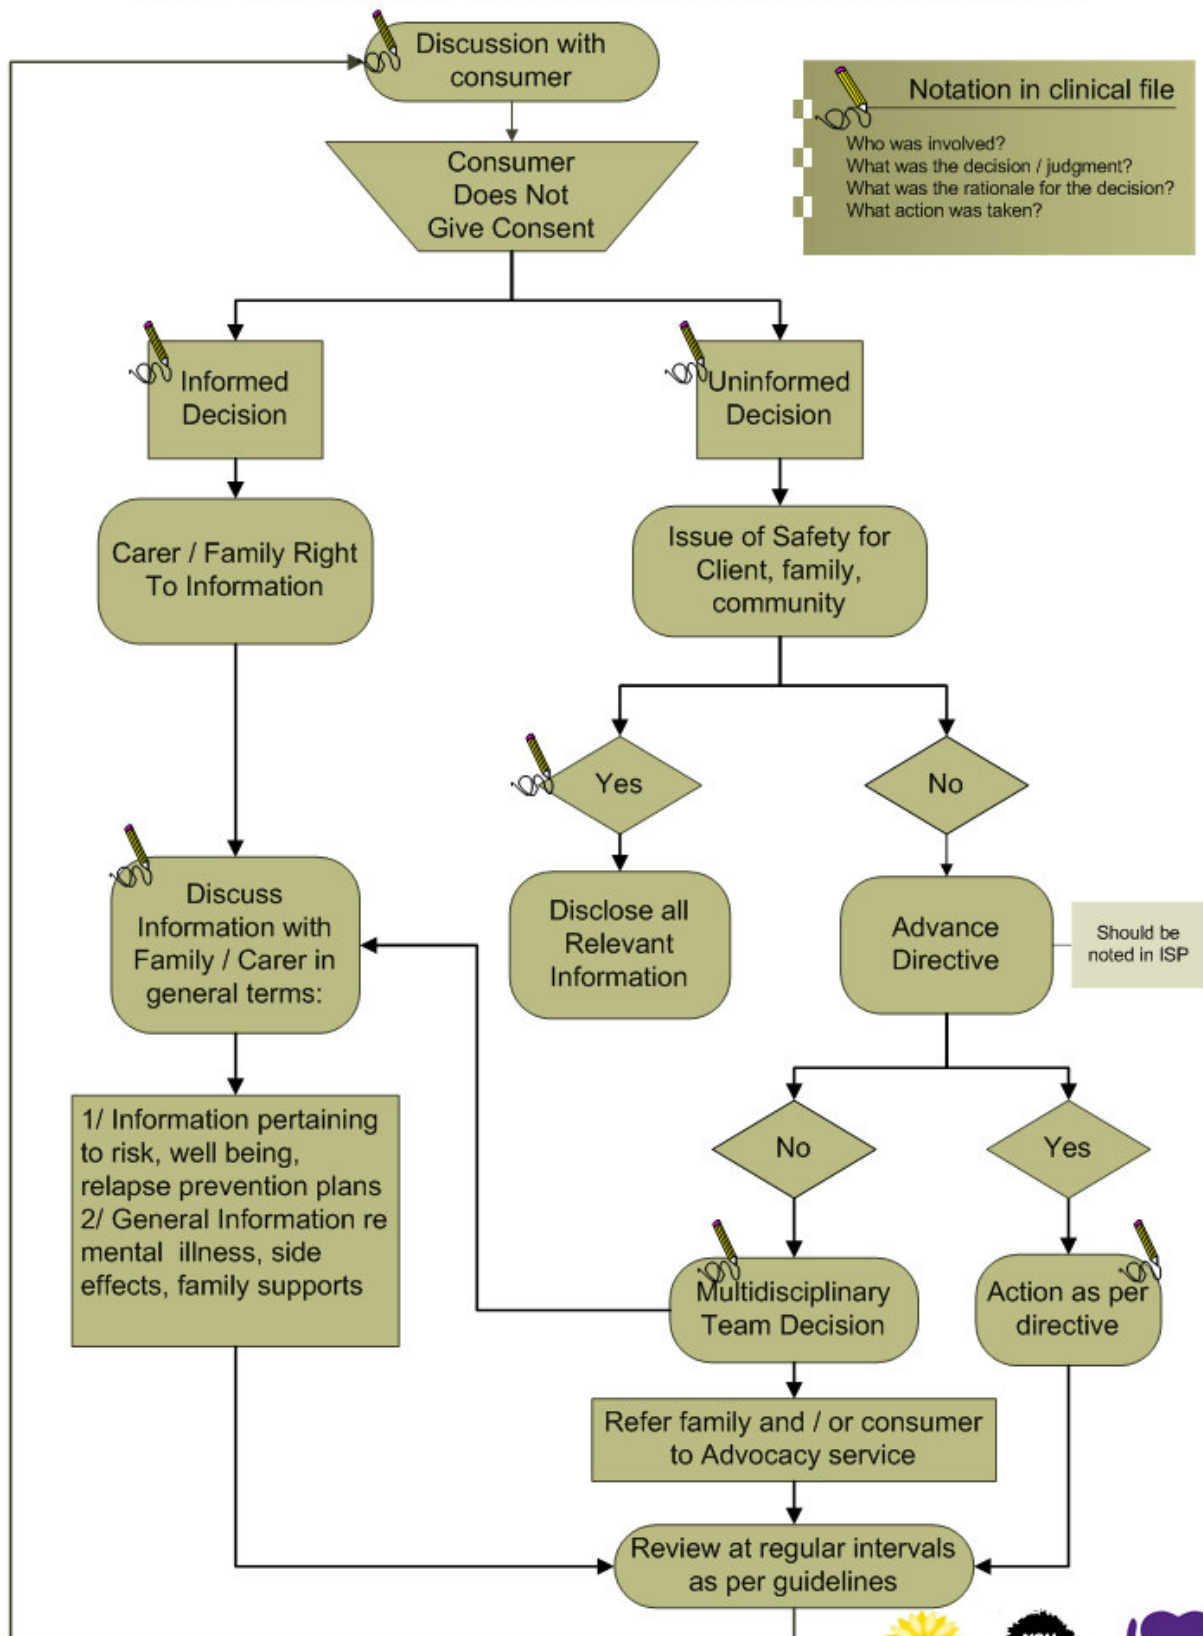 Discussion with
consumer
Notation in clinical file
Who was involved?
What was the decision / judgment?
What was the rationale for the decision?
What action was taken?
Consumer
Does Not
Give Consent
Informed
Decision
Uninformed
Decision
Carer / Family Right
To Information
Issue of Safety for
Client, family,
community
Yes
No
Discuss
Information with
Family / Carer in
general terms:
Disclose all
Relevant
Information
Advance
Directive
Should be
noted in ISP
1/ Information pertaining
to risk, well being,
relapse prevention plans
2/ General Information re
mental illness, side
effects, family supports
No
Yes
Multidisciplinary
Team Decision
Action as per
directive
Refer family and / or consumer
to Advocacy service
Review at regular intervals
as per guidelines